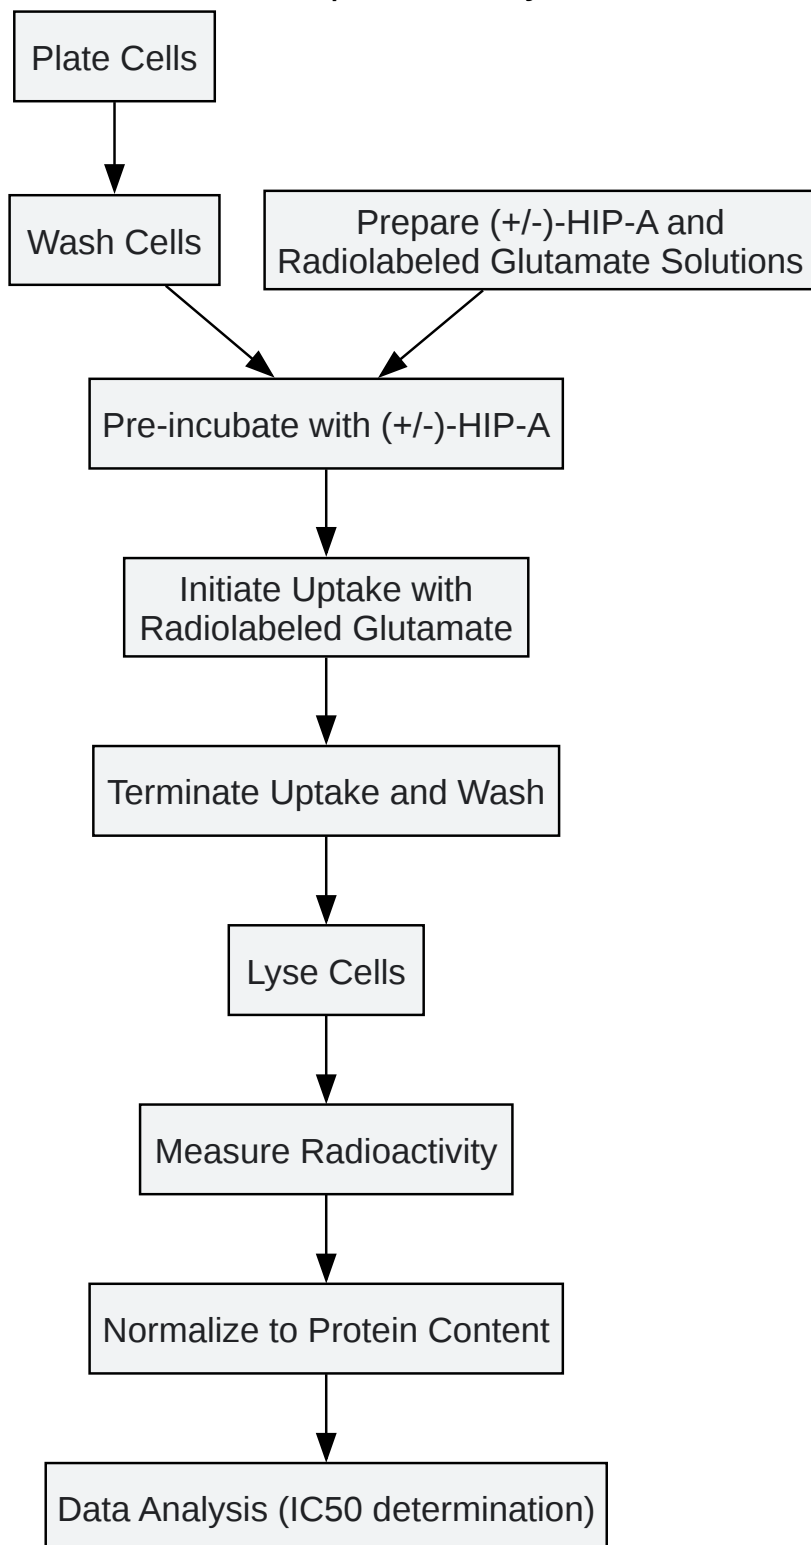 Plate Cells
Wash Cells
Prepare (+/-)-HIP-A and
Radiolabeled Glutamate Solutions
Pre-incubate with (+/-)-HIP-A
Initiate Uptake with
Radiolabeled Glutamate
Terminate Uptake and Wash
Lyse Cells
Measure Radioactivity
Normalize to Protein Content
Data Analysis (IC50 determination)